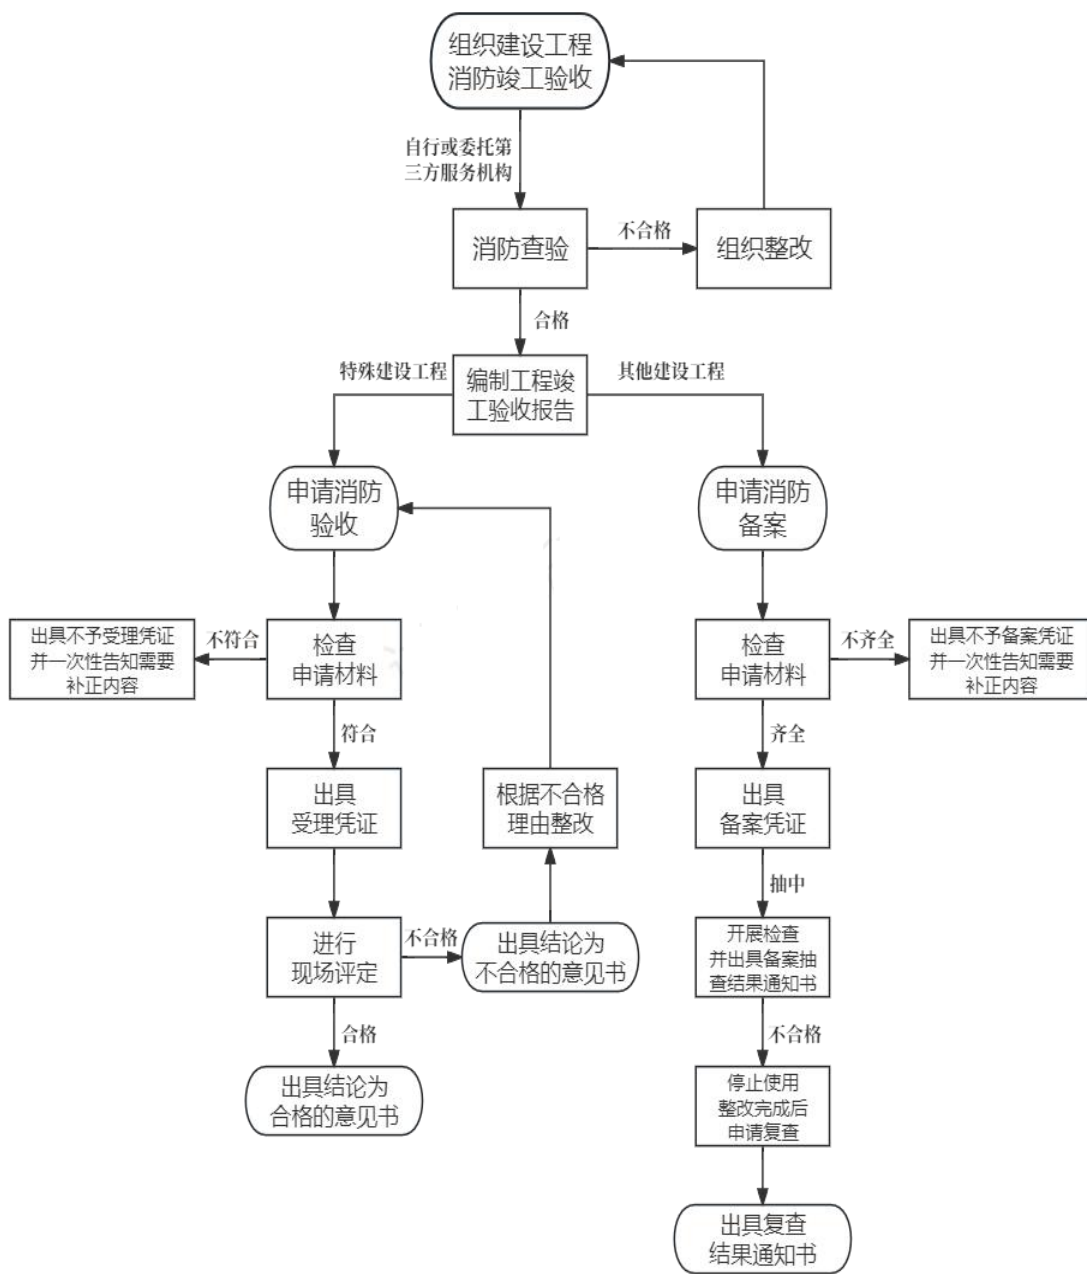 组织建设工程
消防竣工验收
自行或委托第
三方服务机构
消防查验
不合格
组织整改
合格
特殊建设工程
编制工程竣
工验收报告
其他建设工程
申请消防
验收
申请消防
备案
出具不予受理凭证
并一次性告知需要
补正内容
不符合
检查
申请材料
检查
申请材料
不齐全
出具不予备案凭证
并一次性告知需要
补正内容
符合
齐全
出具
受理凭证
根据不合格
理由整改
出具
备案凭证
抽中
进行
现场评定
不合格
出具结论为
不合格的意见书
开展检查
并出具备案抽
查结果通知书
合格
不合格
出具结论为
合格的意见书
停止使用
整改完成后
申请复查
出具复查
结果通知书